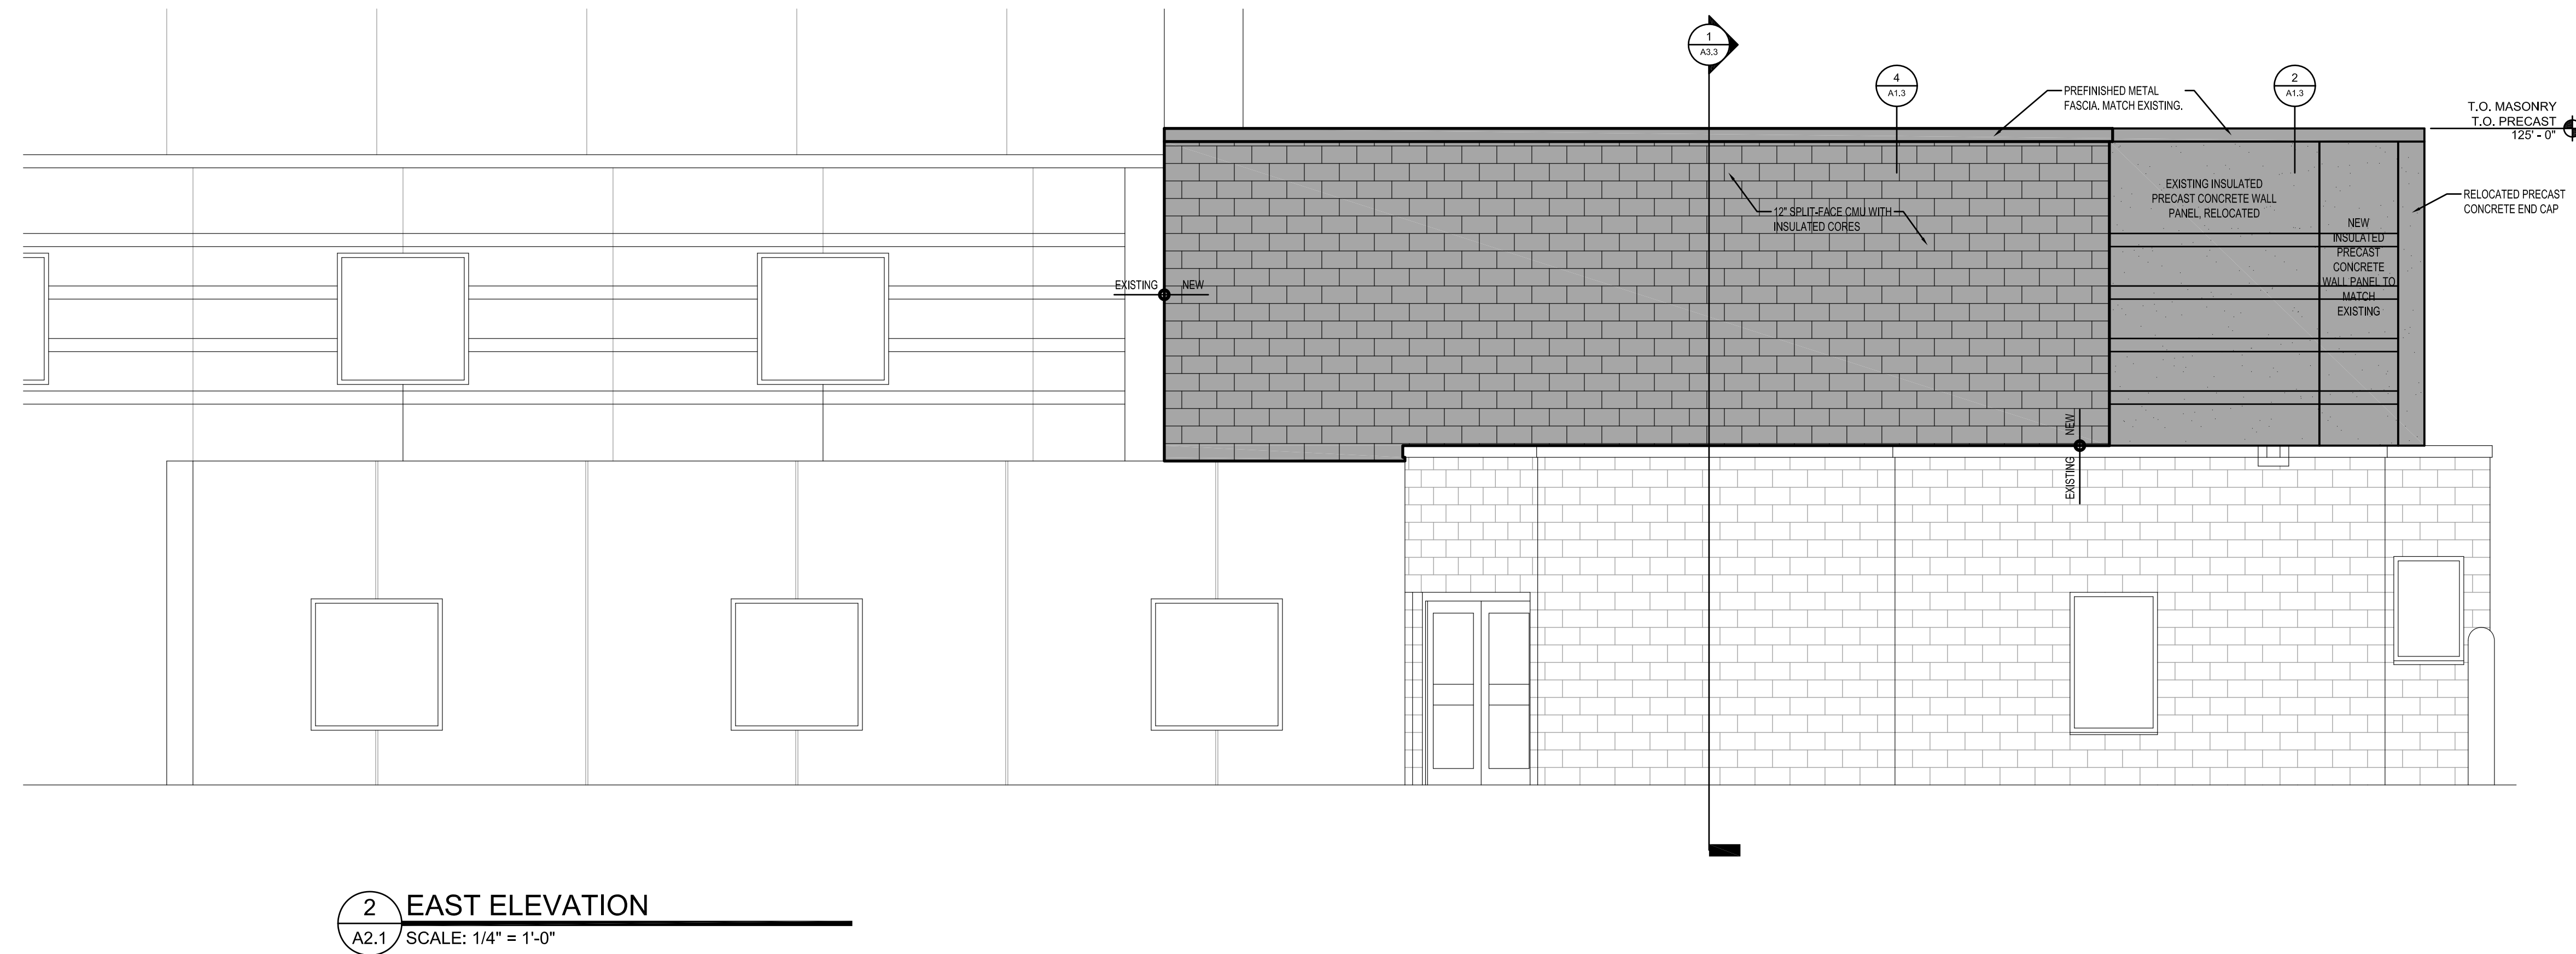 1
A3.3
4
A1.3
PREFINISHED METAL
FASCIA. MATCH EXISTING.
2
A1.3
T.O. MASONRY
T.O. PRECAST
125' - 0"
EXISTING INSULATED
PRECAST CONCRETE WALL
PANEL, RELOCATED
RELOCATED PRECAST
CONCRETE END CAP
12" SPLIT-FACE CMU WITH
INSULATED CORES
NEW
INSULATED
PRECAST
CONCRETE
WALL PANEL TO
MATCH
EXISTING
EXISTING NEW
NEW
EXISTING
2
A2.1
EAST ELEVATION
SCALE: 1/4" = 1'-0"